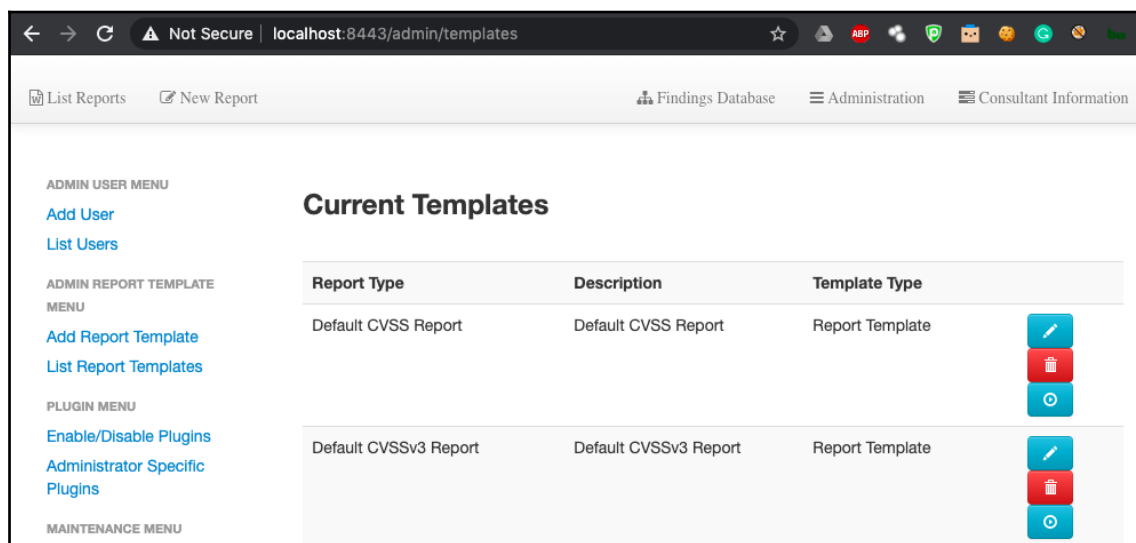 Not Secure | localhost:8443/admin/templates
ABP
List Reports New Report Findings Database Administration Consultant Information
ADMIN USER MENU
Add User
List Users
ADMIN REPORT TEMPLATE
MENU
Add Report Template
List Report Templates
PLUGIN MENU
Enable/Disable Plugins
Administrator Specific
Plugins
MAINTENANCE MENU
Current Templates
Report Type Description Template Type
Default CVSS Report Default CVSS Report Report Template
Default CVSSv3 Report Default CVSSv3 Report Report Template